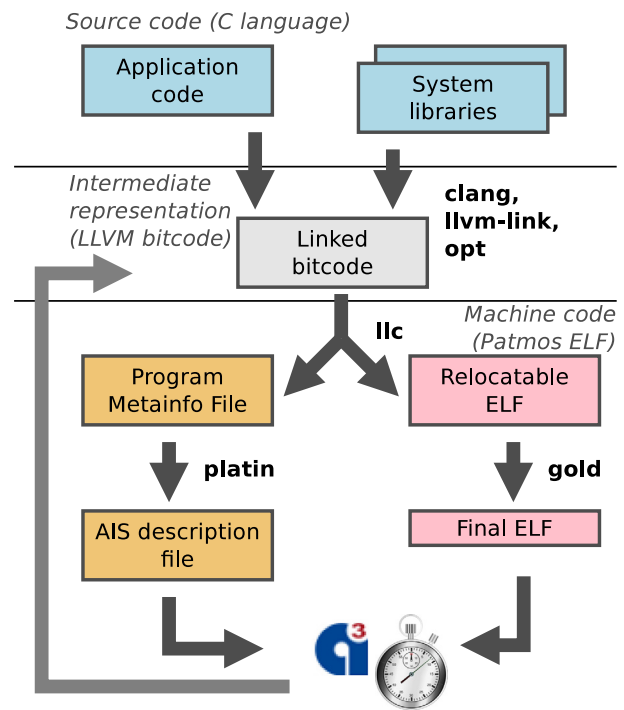 Source code (C language)
Application
code
System
libraries
Intermediate
representation
(LLVM bitcode)
clang,
llvm-link,
opt
Linked
bitcode
Machine code
(Patmos ELF)
llc
Program
Metainfo File
Relocatable
ELF
platin
gold
AIS description
file
Final ELF
a3